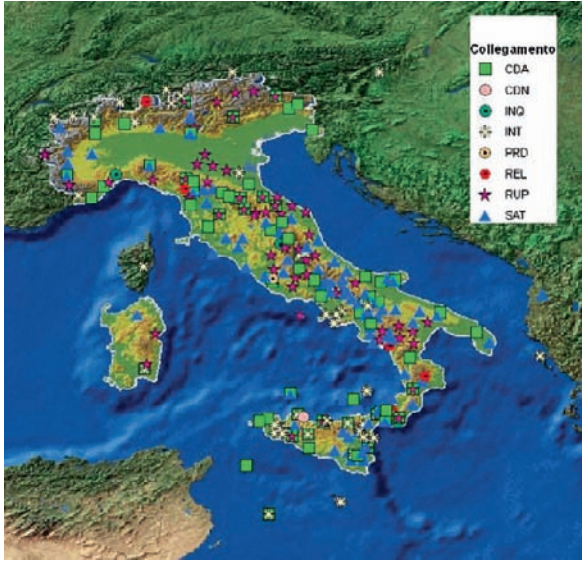 Collegamento
CDA
CDN
INQ
INT
PRD
REL
RUP
SAT